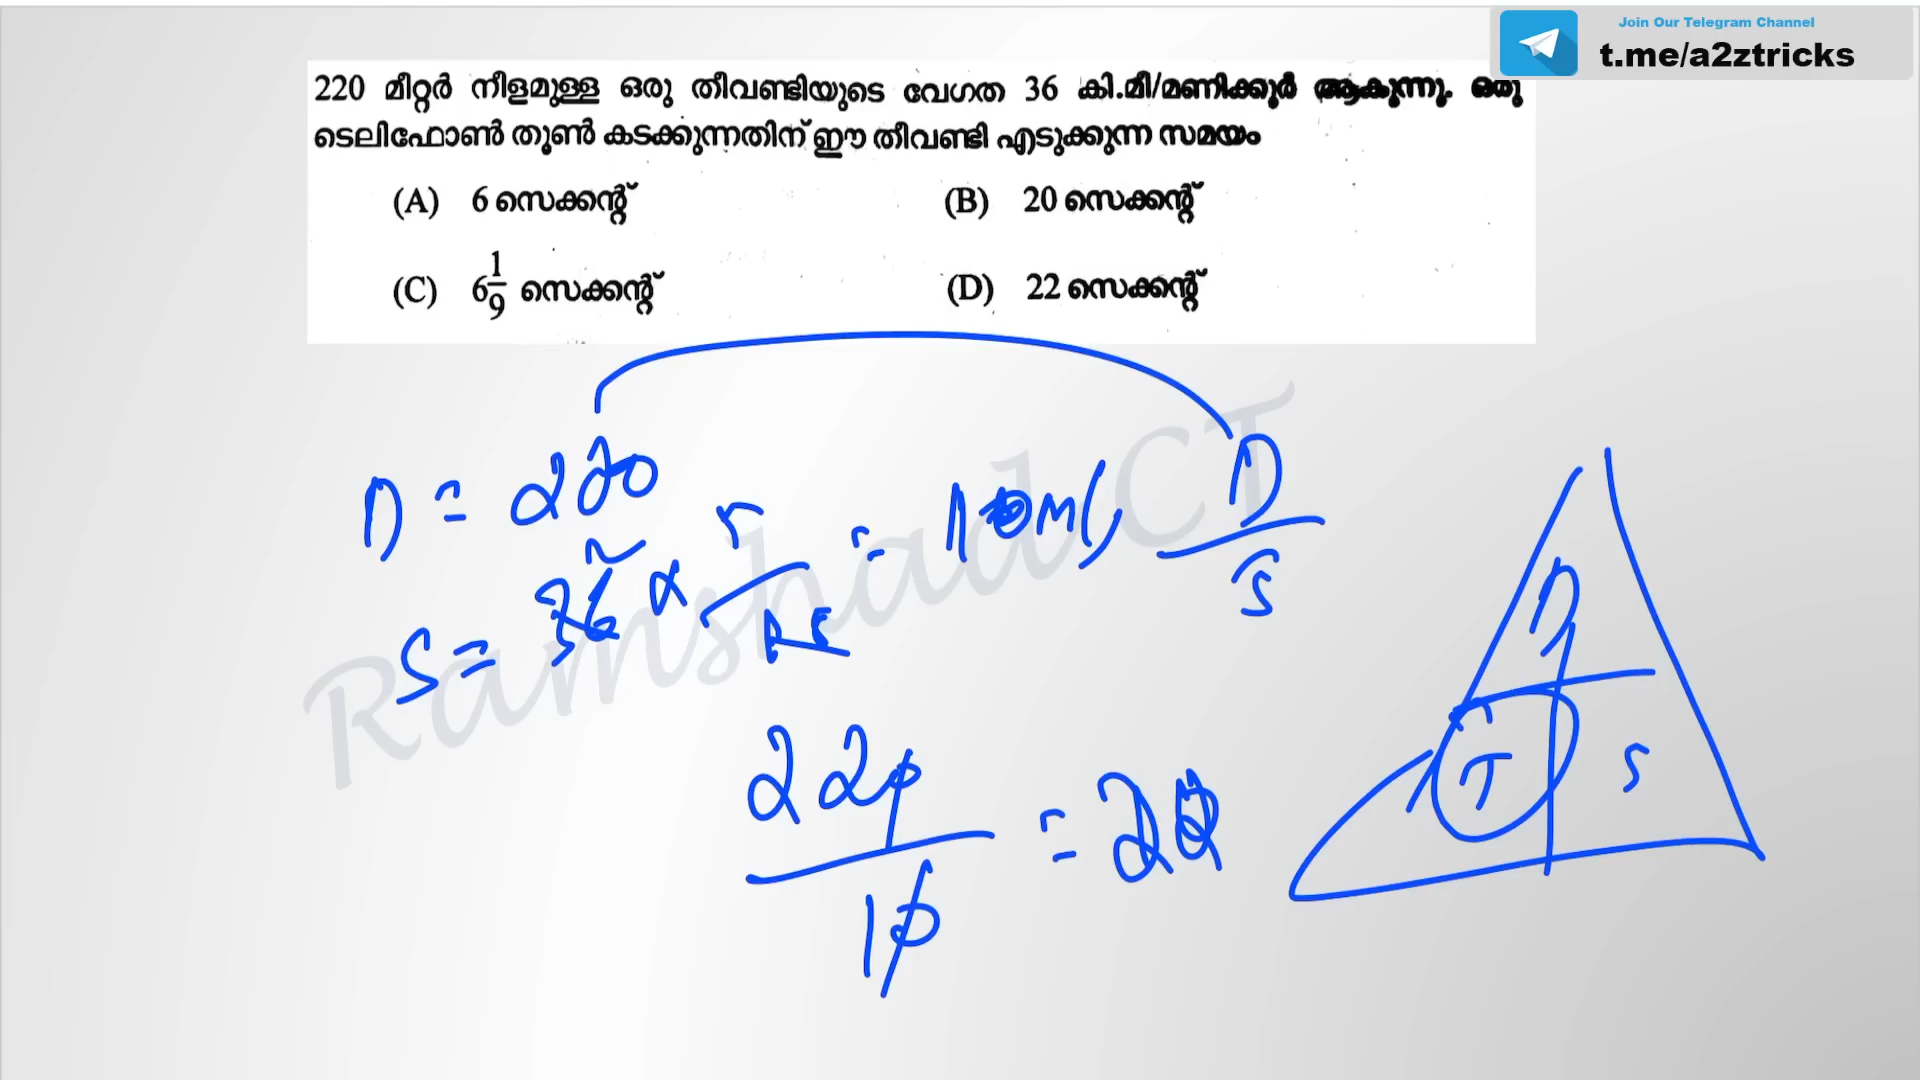 Join Our Telegram Channel
t.me/a2ztricks
220 മീറ്റർ നീളമുള്ള ഒരു തീവണ്ടിയുടെ വേഗത 36 കി.മീ/മണിക്കൂർ ആകുന്നു. ഒരു
ടെലിഫോൺ തൂൺ കടക്കുന്നതിന് ഈ തീവണ്ടി എടുക്കുന്ന സമയം
(A) 6 സെക്കന്റ് (B) 20 സെക്കന്റ്
(C) 6 1/9 സെക്കന്റ് (D) 22 സെക്കന്റ്
Ramshad CT
D = 220
S = 36 × 5/18 = 10 m/s
D/S
220/10 = 22
D
T S